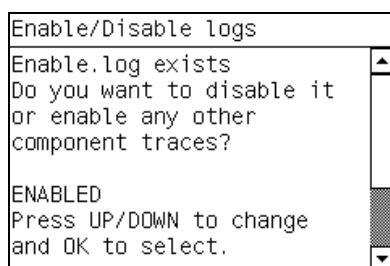 Enable/Disable logs
Enable.log exists
Do you want to disable it
or enable any other
component traces?
ENABLED
Press UP/DOWN to change
and OK to select.